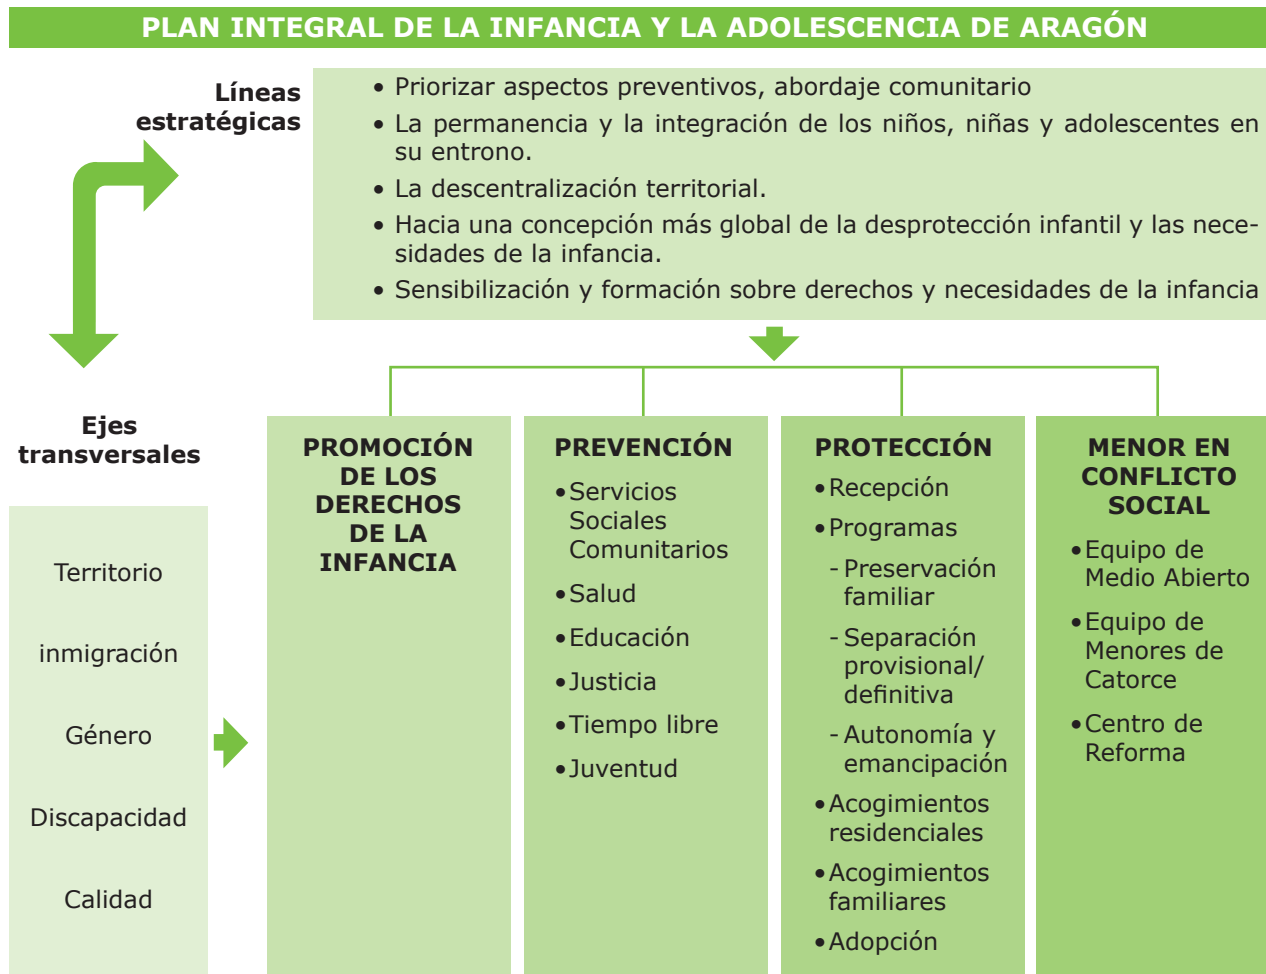 PLAN INTEGRAL DE LA INFANCIA Y LA ADOLESCENCIA DE ARAGÓN
Líneas
estratégicas
• Priorizar aspectos preventivos, abordaje comunitario
• La permanencia y la integración de los niños, niñas y adolescentes en
su entrono.
• La descentralización territorial.
• Hacia una concepción más global de la desprotección infantil y las nece-
sidades de la infancia.
• Sensibilización y formación sobre derechos y necesidades de la infancia
Ejes
transversales
Territorio
inmigración
Género
Discapacidad
Calidad
PROMOCIÓN
DE LOS
DERECHOS
DE LA
INFANCIA
PREVENCIÓN
• Servicios
Sociales
Comunitarios
• Salud
• Educación
• Justicia
• Tiempo libre
• Juventud
PROTECCIÓN
• Recepción
• Programas
- Preservación
familiar
- Separación
provisional/
definitiva
- Autonomía y
emancipación
• Acogimientos
residenciales
• Acogimientos
familiares
• Adopción
MENOR EN
CONFLICTO
SOCIAL
• Equipo de
Medio Abierto
• Equipo de
Menores de
Catorce
• Centro de
Reforma